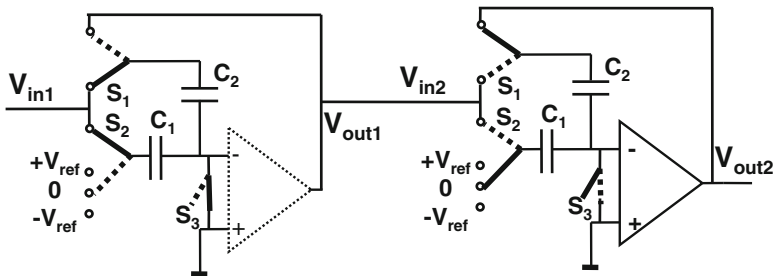 V_in1
S_1
S_2
C_1
C_2
+V_ref
0
-V_ref
S_3
-
+
V_out1
V_in2
S_1
S_2
C_1
C_2
+V_ref
0
-V_ref
S_3
-
+
V_out2